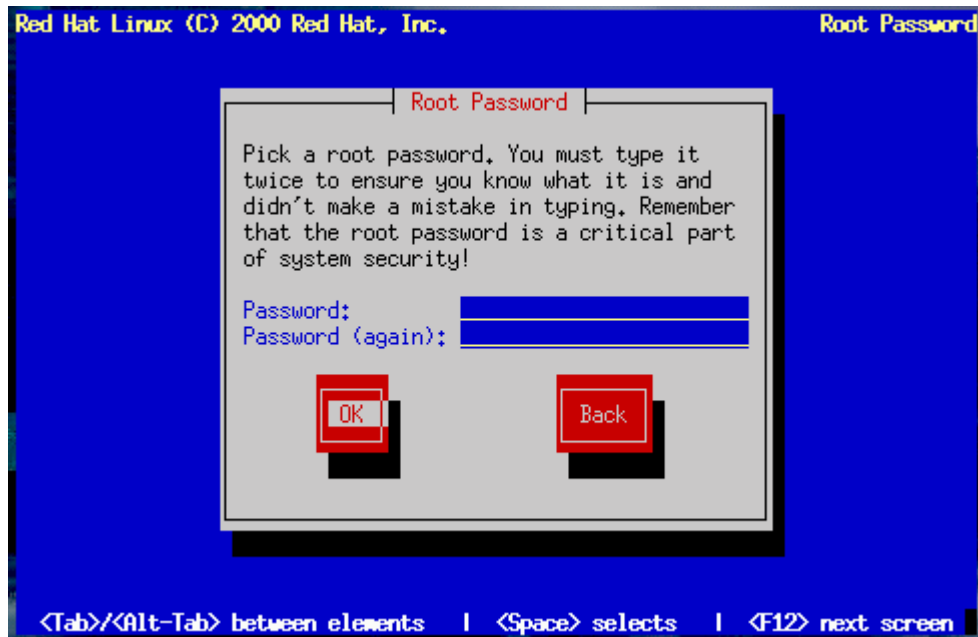 Red Hat Linux (C) 2000 Red Hat, Inc. Root Password
Root Password
Pick a root password. You must type it
twice to ensure you know what it is and
didn't make a mistake in typing. Remember
that the root password is a critical part
of system security!
Password:
Password (again):
OK Back
<Tab>/<Alt-Tab> between elements | <Space> selects | <F12> next screen